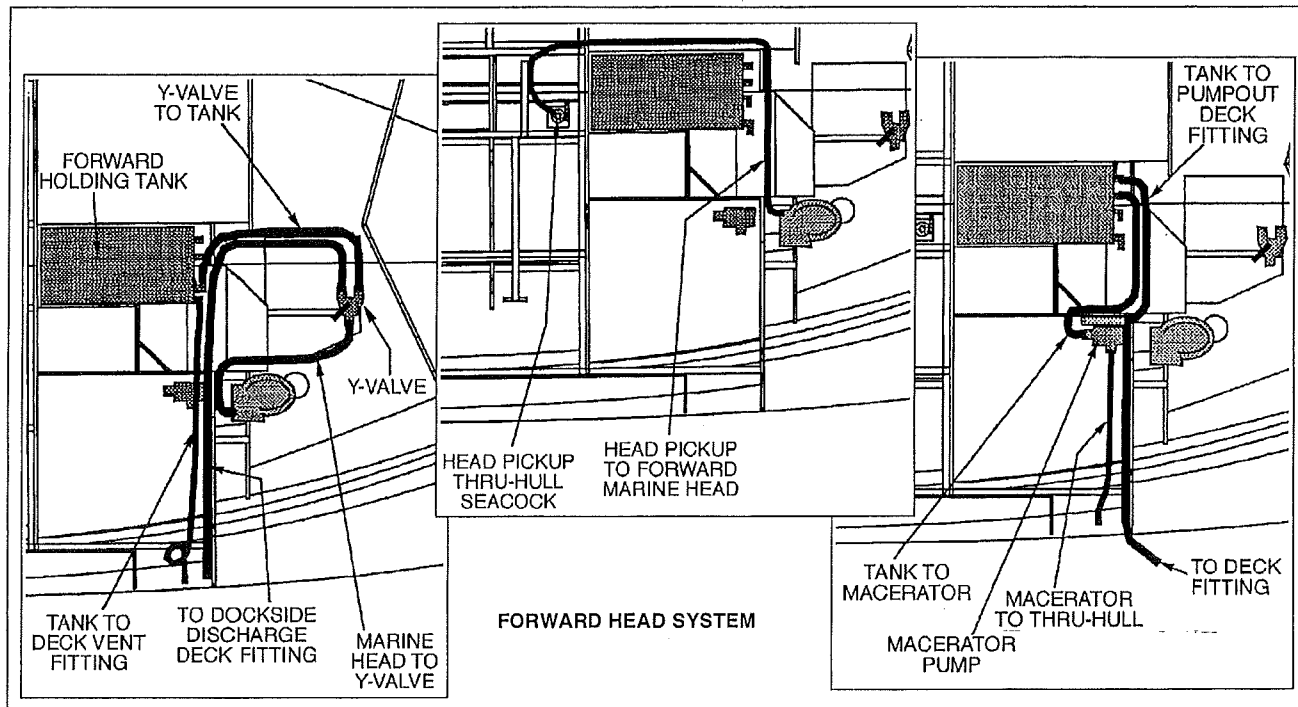 Y-VALVE
TO TANK
FORWARD
HOLDING TANK
Y-VALVE
TANK TO
DECK VENT
FITTING
TO DOCKSIDE
DISCHARGE
DECK FITTING
MARINE
HEAD TO
Y-VALVE
HEAD PICKUP
THRU-HULL
SEACOCK
HEAD PICKUP
TO FORWARD
MARINE HEAD
FORWARD HEAD SYSTEM
TANK TO
PUMPOUT
DECK
FITTING
TANK TO
MACERATOR
MACERATOR
TO THRU-HULL
MACERATOR
PUMP
TO DECK
FITTING